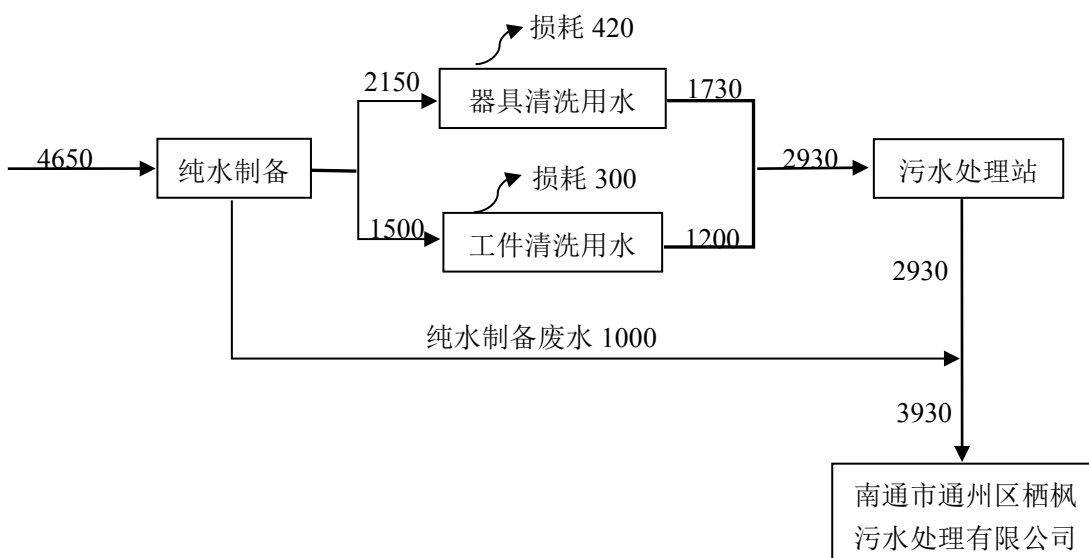 损耗 420
2150
器具清洗用水
1730
4650
纯水制备
2930
污水处理站
损耗 300
1500
工件清洗用水
1200
2930
纯水制备废水 1000
3930
南通市通州区栖枫
污水处理有限公司